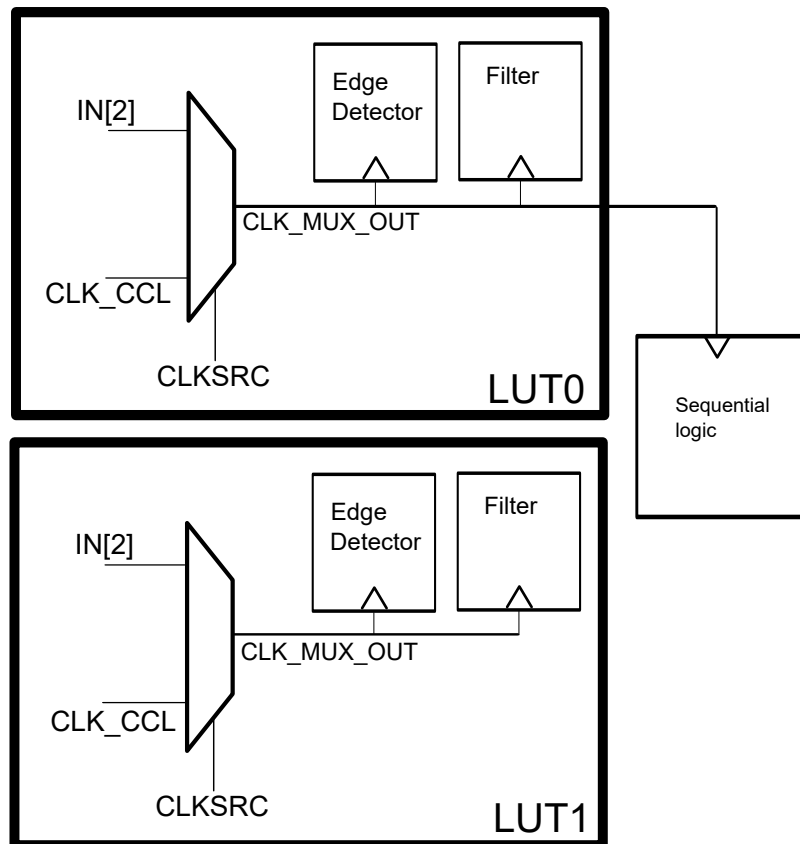 Edge
Detector
Filter
IN[2]
CLK_MUX_OUT
CLK_CCL
CLKSRC
LUT0
Sequential
logic
Edge
Detector
Filter
IN[2]
CLK_MUX_OUT
CLK_CCL
CLKSRC
LUT1